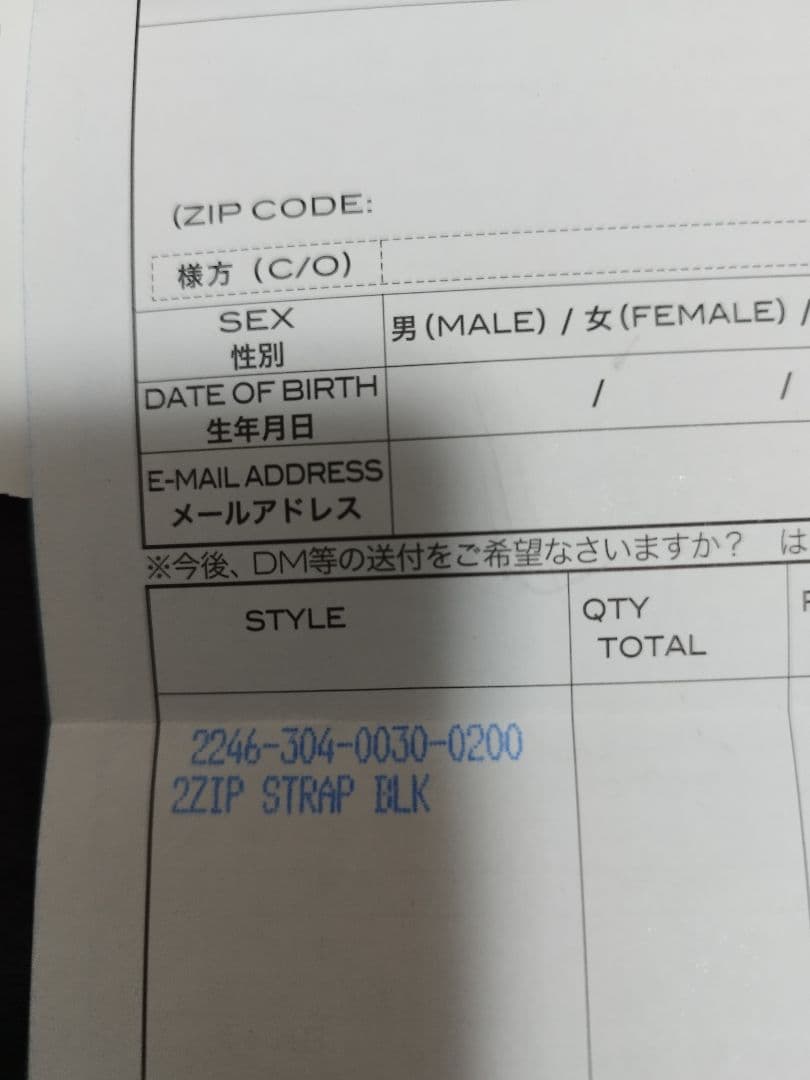 (ZIP CODE:
様方 (C/O)
SEX
性別
男 (MALE) / 女 (FEMALE) /
DATE OF BIRTH
生年月日
/ /
E-MAIL ADDRESS
メールアドレス
※今後、DM等の送付をご希望なさいますか? は
STYLE
QTY
TOTAL
2246-304-0030-0200
2ZIP STRAP BLK